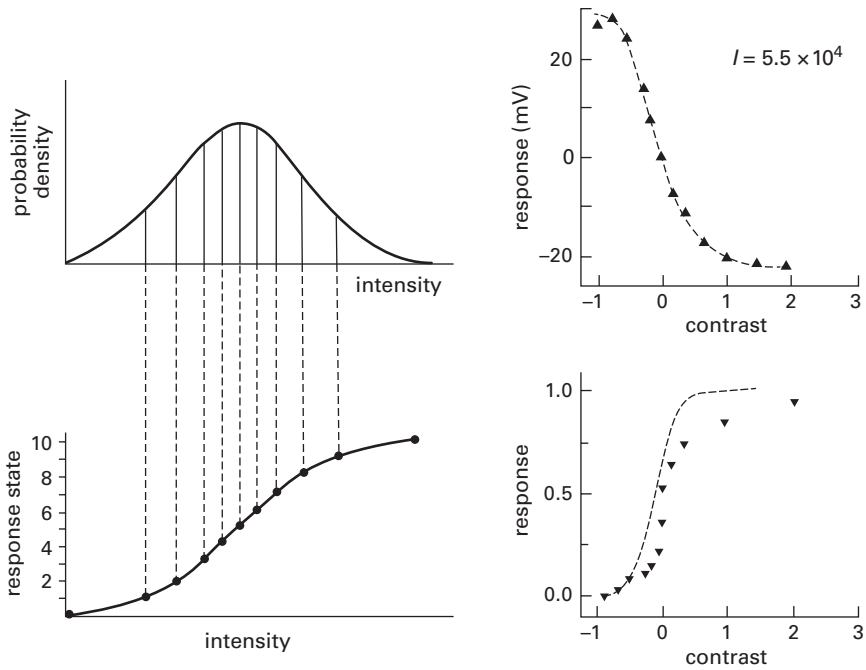 probability
density
intensity
10
8
6
4
2
response state
intensity
20
0
−20
response (mV)
I = 5.5 ×10⁴
−1 0 1 2 3
contrast
1.0
0.5
0.0
response
−1 0 1 2 3
contrast